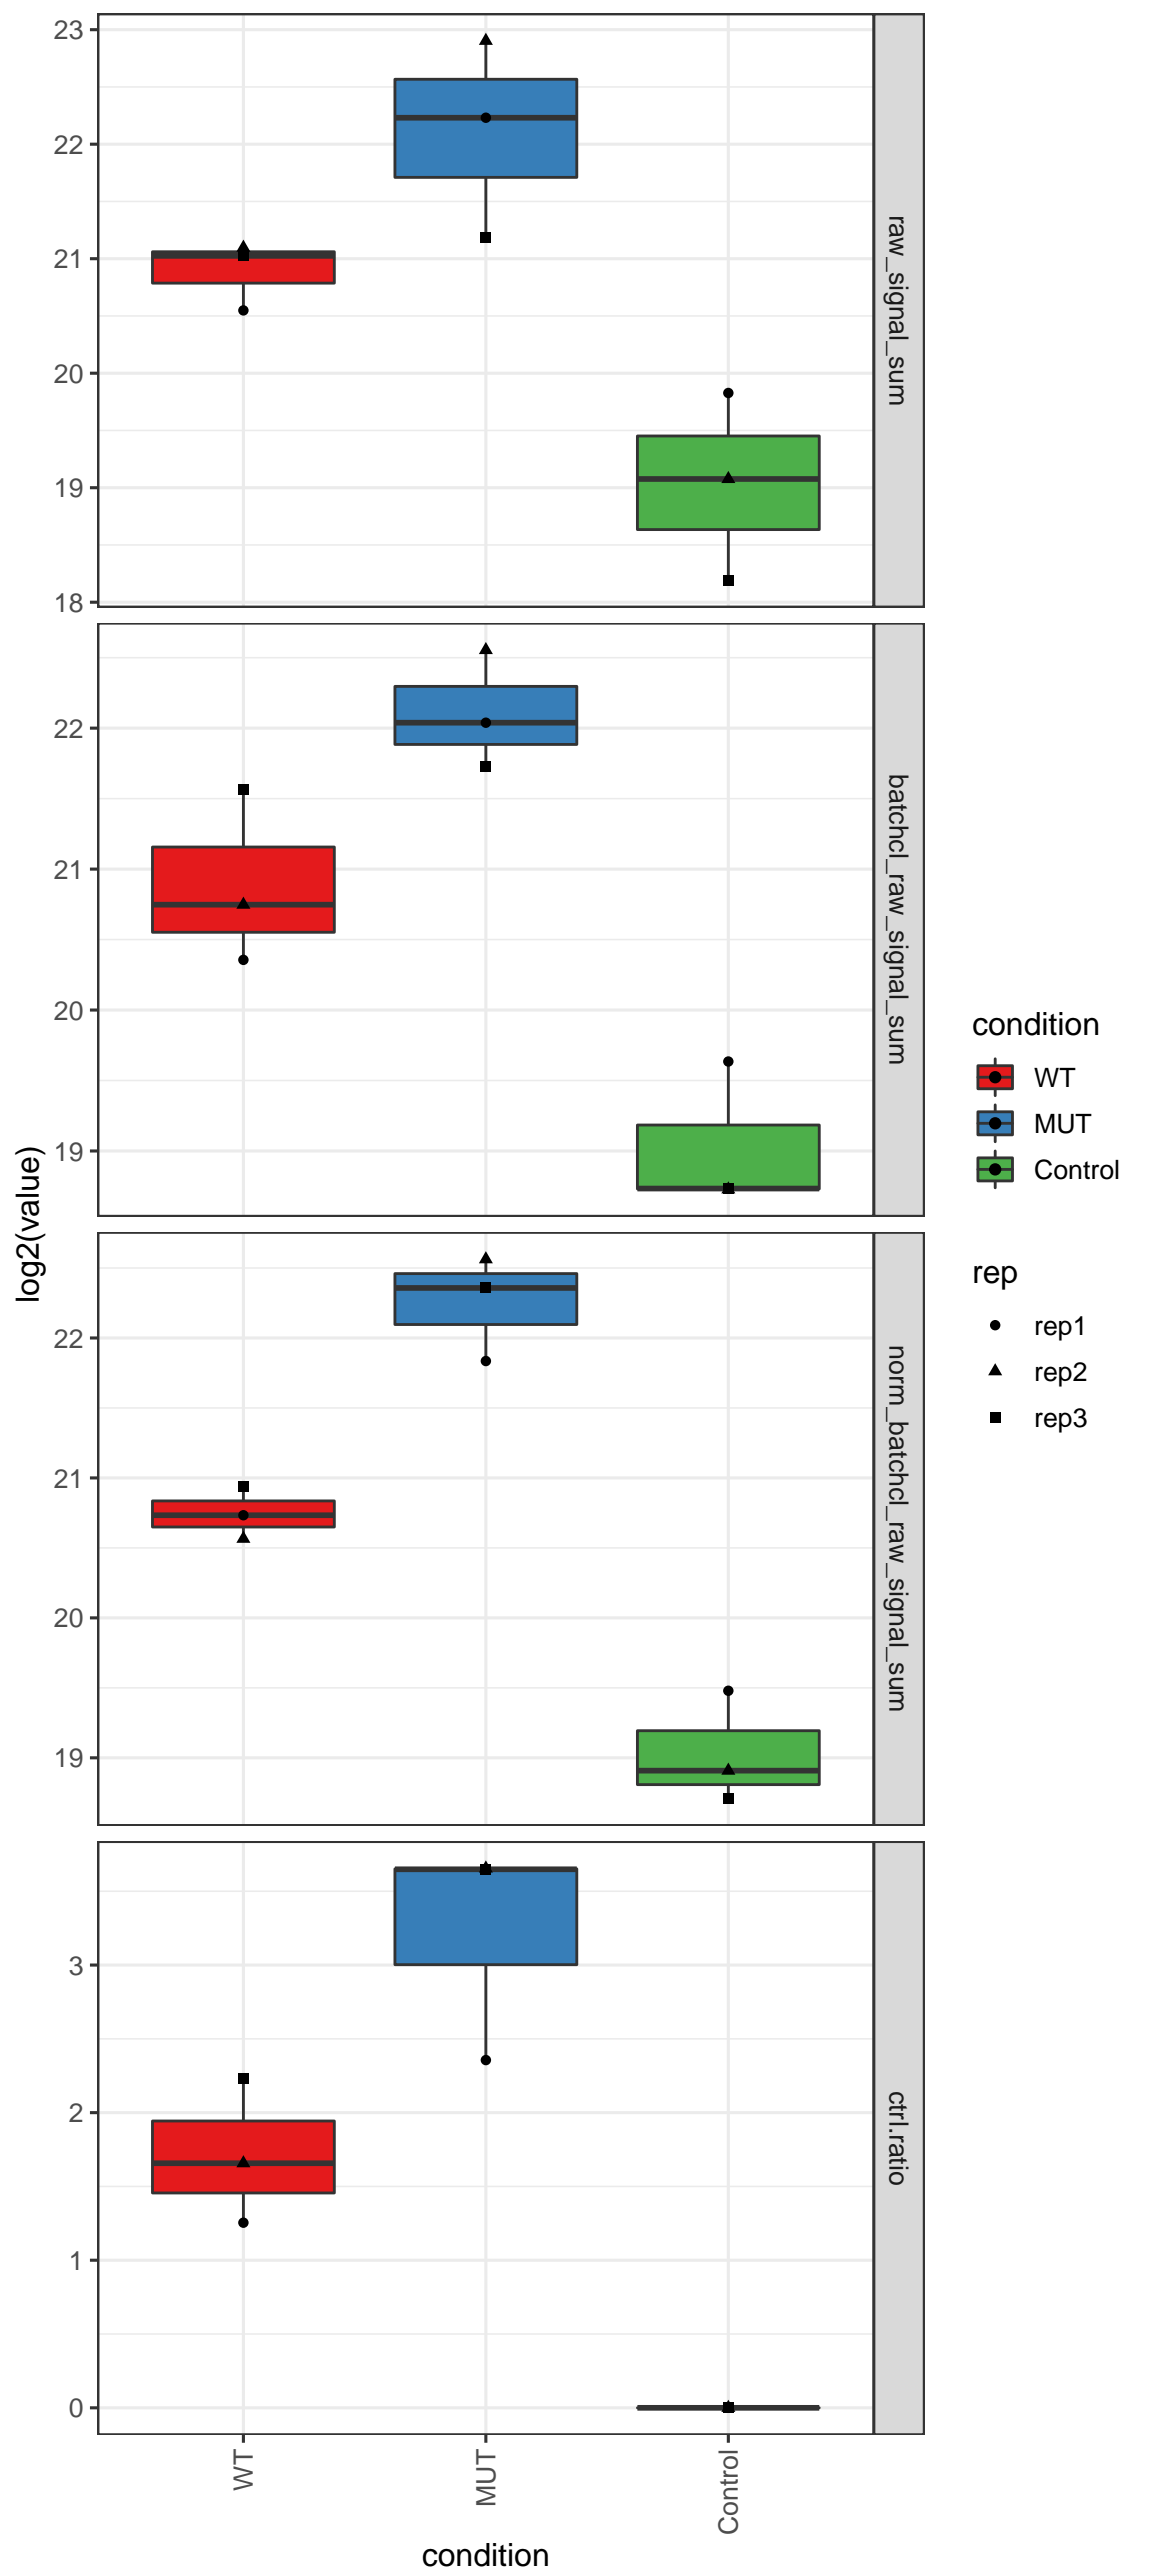 23
22
21
20
19
18
raw_signal_sum
22
21
20
19
batchcl_raw_signal_sum
22
21
20
19
norm_batchcl_raw_signal_sum
3
2
1
0
ctrl.ratio
log2(value)
WT
MUT
Control
condition
condition
WT
MUT
Control
rep
rep1
rep2
rep3